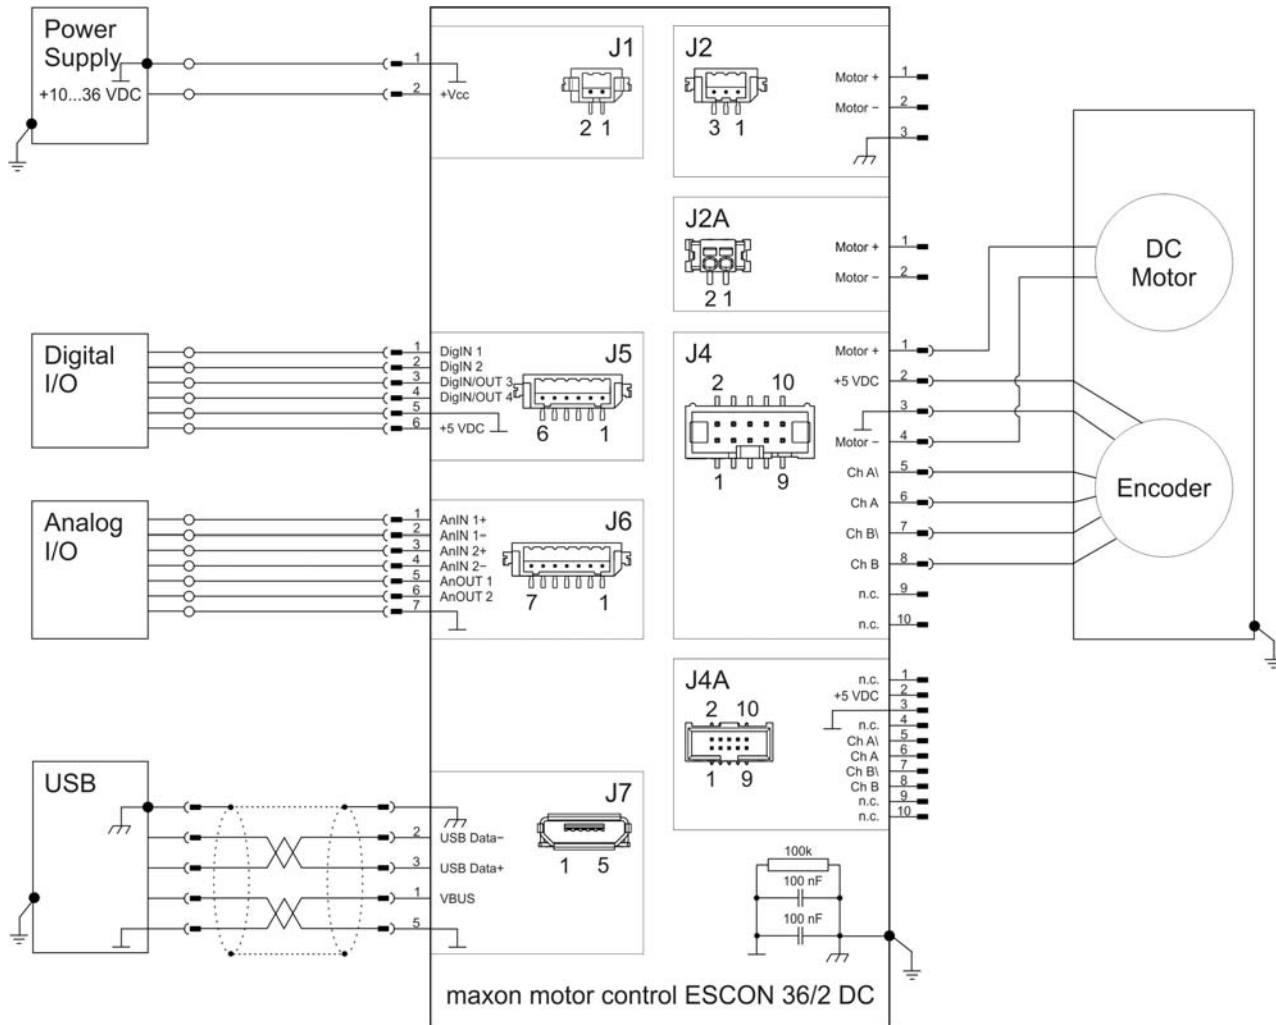 Power
Supply
+10...36 VDC
1
2
+Vcc
J1
2 1
J2
3 1
Motor +
1
Motor −
2
3
J2A
2 1
Motor +
1
Motor −
2
DC
Motor
Digital
I/O
1
DigIN 1
2
DigIN 2
3
DigIN/OUT 3
4
DigIN/OUT 4
5
6
+5 VDC
J5
6 1
J4
2 10
1 9
Motor +
1
+5 VDC
2
3
Motor −
4
Ch A\
5
Ch A
6
Ch B\
7
Ch B
8
n.c.
9
n.c.
10
Encoder
Analog
I/O
1
AnIN 1+
2
AnIN 1−
3
AnIN 2+
4
AnIN 2−
5
AnOUT 1
6
AnOUT 2
7
J6
7 1
J4A
2 10
1 9
n.c.
1
+5 VDC
2
3
n.c.
4
Ch A\
5
Ch A
6
Ch B\
7
Ch B
8
n.c.
9
n.c.
10
USB
2
USB Data−
3
USB Data+
1
VBUS
5
J7
1 5
100k
100 nF
100 nF
maxon motor control ESCON 36/2 DC